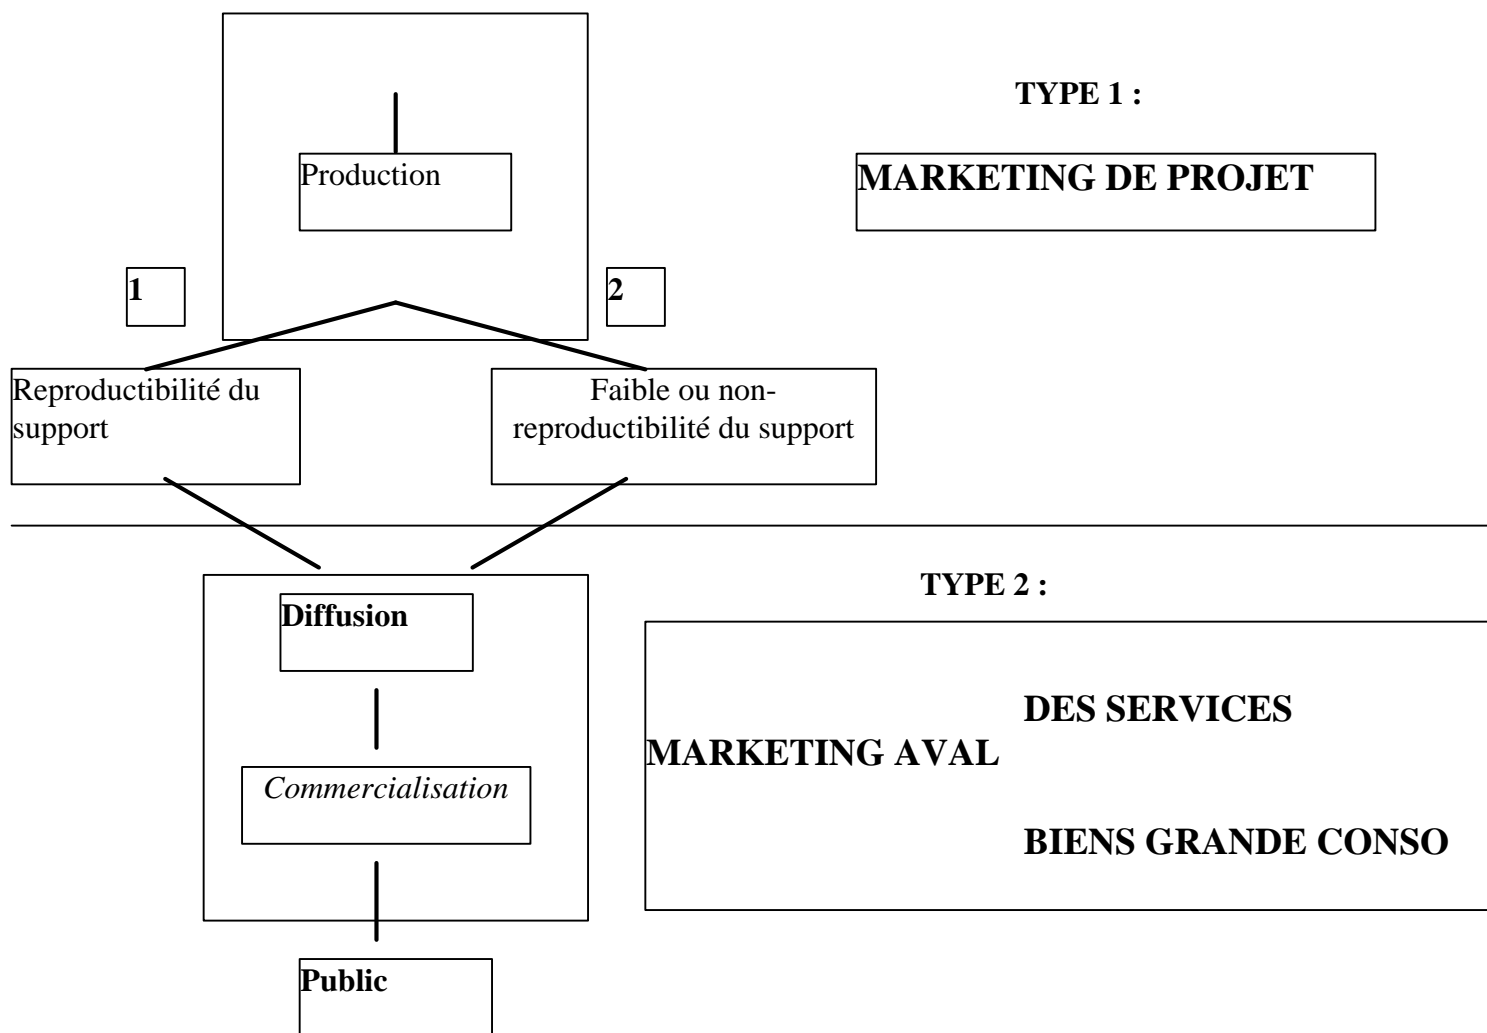 TYPE 1 :
Production
MARKETING DE PROJET
1
2
Reproductibilité du
support
Faible ou non-
reproductibilité du support
TYPE 2 :
Diffusion
DES SERVICES
MARKETING AVAL
Commercialisation
BIENS GRANDE CONSO
Public